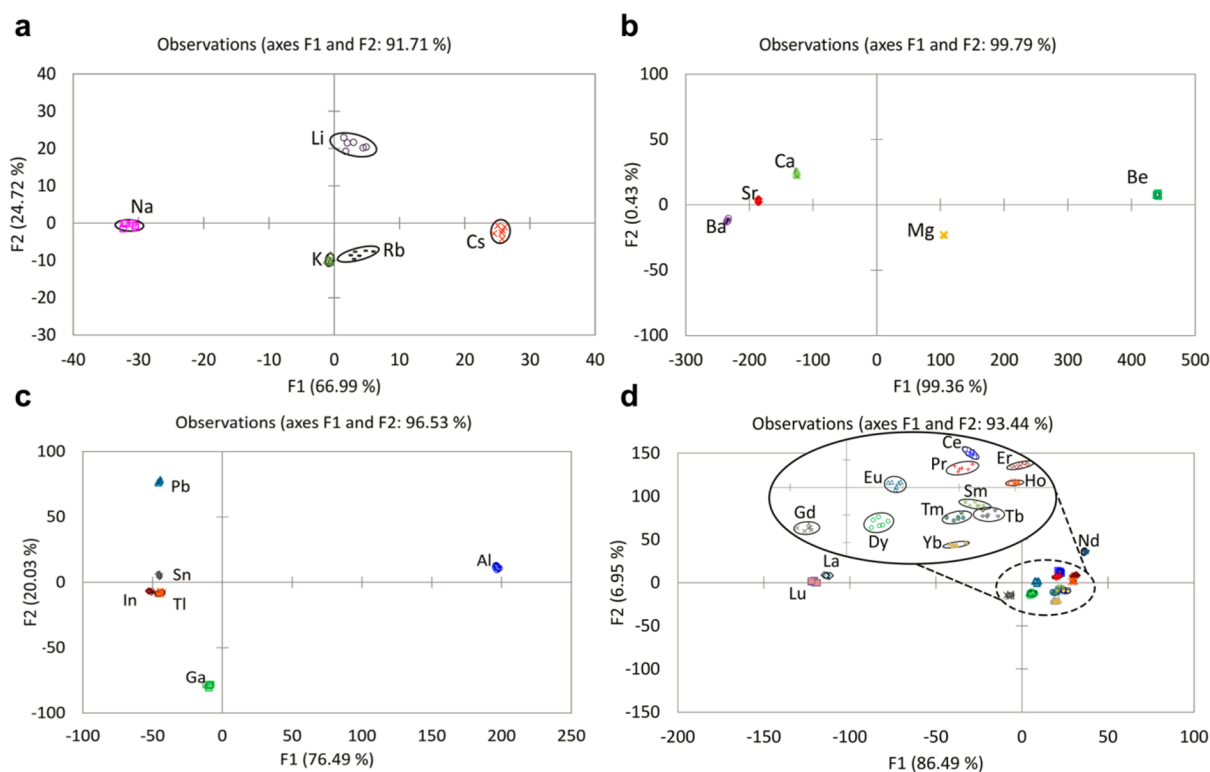 a
Observations (axes F1 and F2: 91.71 %)
40
30
20
10
0
-10
-20
-30
F2 (24.72 %)
Li
Na
K
Rb
Cs
-40 -30 -20 -10 0 10 20 30 40
F1 (66.99 %)
b
Observations (axes F1 and F2: 99.79 %)
100
50
0
-50
-100
F2 (0.43 %)
Ca
Sr
Ba
Mg
Be
-300 -200 -100 0 100 200 300 400 500
F1 (99.36 %)
c
Observations (axes F1 and F2: 96.53 %)
100
50
0
-50
-100
F2 (20.03 %)
Pb
Sn
In
Tl
Ga
Al
-100 -50 0 50 100 150 200 250
F1 (76.49 %)
d
Observations (axes F1 and F2: 93.44 %)
150
100
50
0
-50
-100
-150
F2 (6.95 %)
Ce
Pr
Er
Ho
Eu
Sm
Gd
Tm
Tb
Dy
Yb
Nd
La
Lu
-200 -150 -100 -50 0 50 100
F1 (86.49 %)